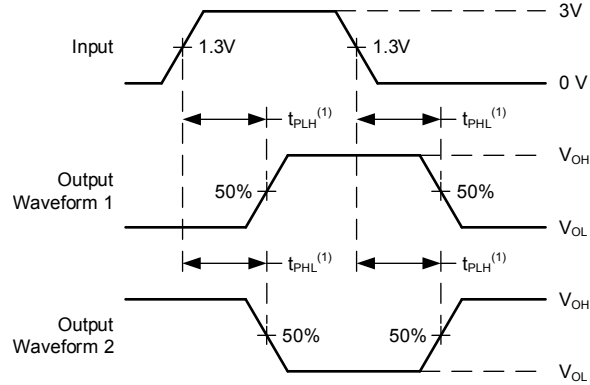 3V
Input
1.3V
1.3V
0 V
tPLH(1)
tPHL(1)
VOH
Output
Waveform 1
50%
50%
VOL
tPHL(1)
tPLH(1)
VOH
Output
Waveform 2
50%
50%
VOL